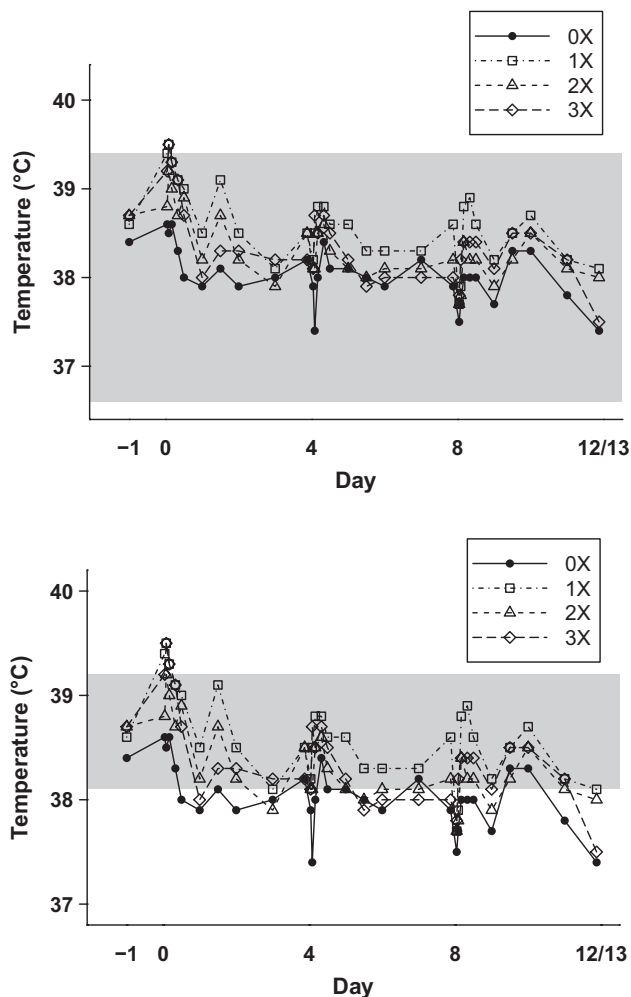 0X
1X
2X
3X
40
39
38
37
Temperature (°C)
−1 0 4 8 12/13
Day
0X
1X
2X
3X
40
39
38
37
Temperature (°C)
−1 0 4 8 12/13
Day